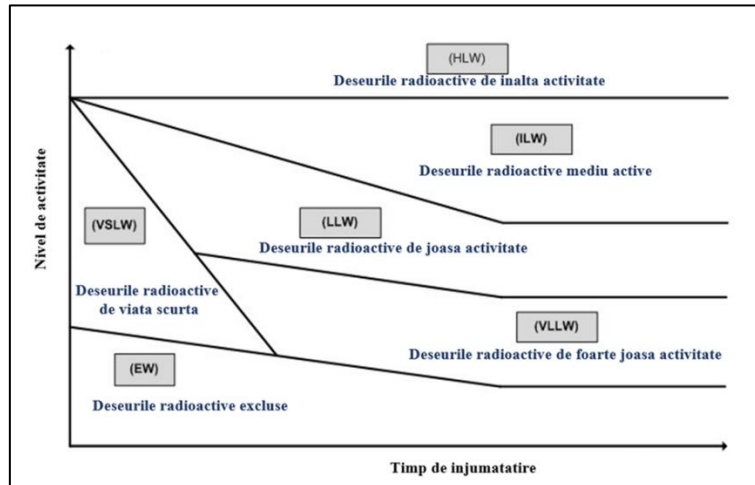 (HLW)
Deseurile radioactive de inalta activitate
(ILW)
Deseurile radioactive mediu active
(VSLW)
(LLW)
Deseurile radioactive de joasa activitate
Deseurile radioactive
de viata scurta
(VLLW)
Deseurile radioactive de foarte joasa activitate
(EW)
Deseurile radioactive excluse
Nivel de activitate
Timp de injumatatire